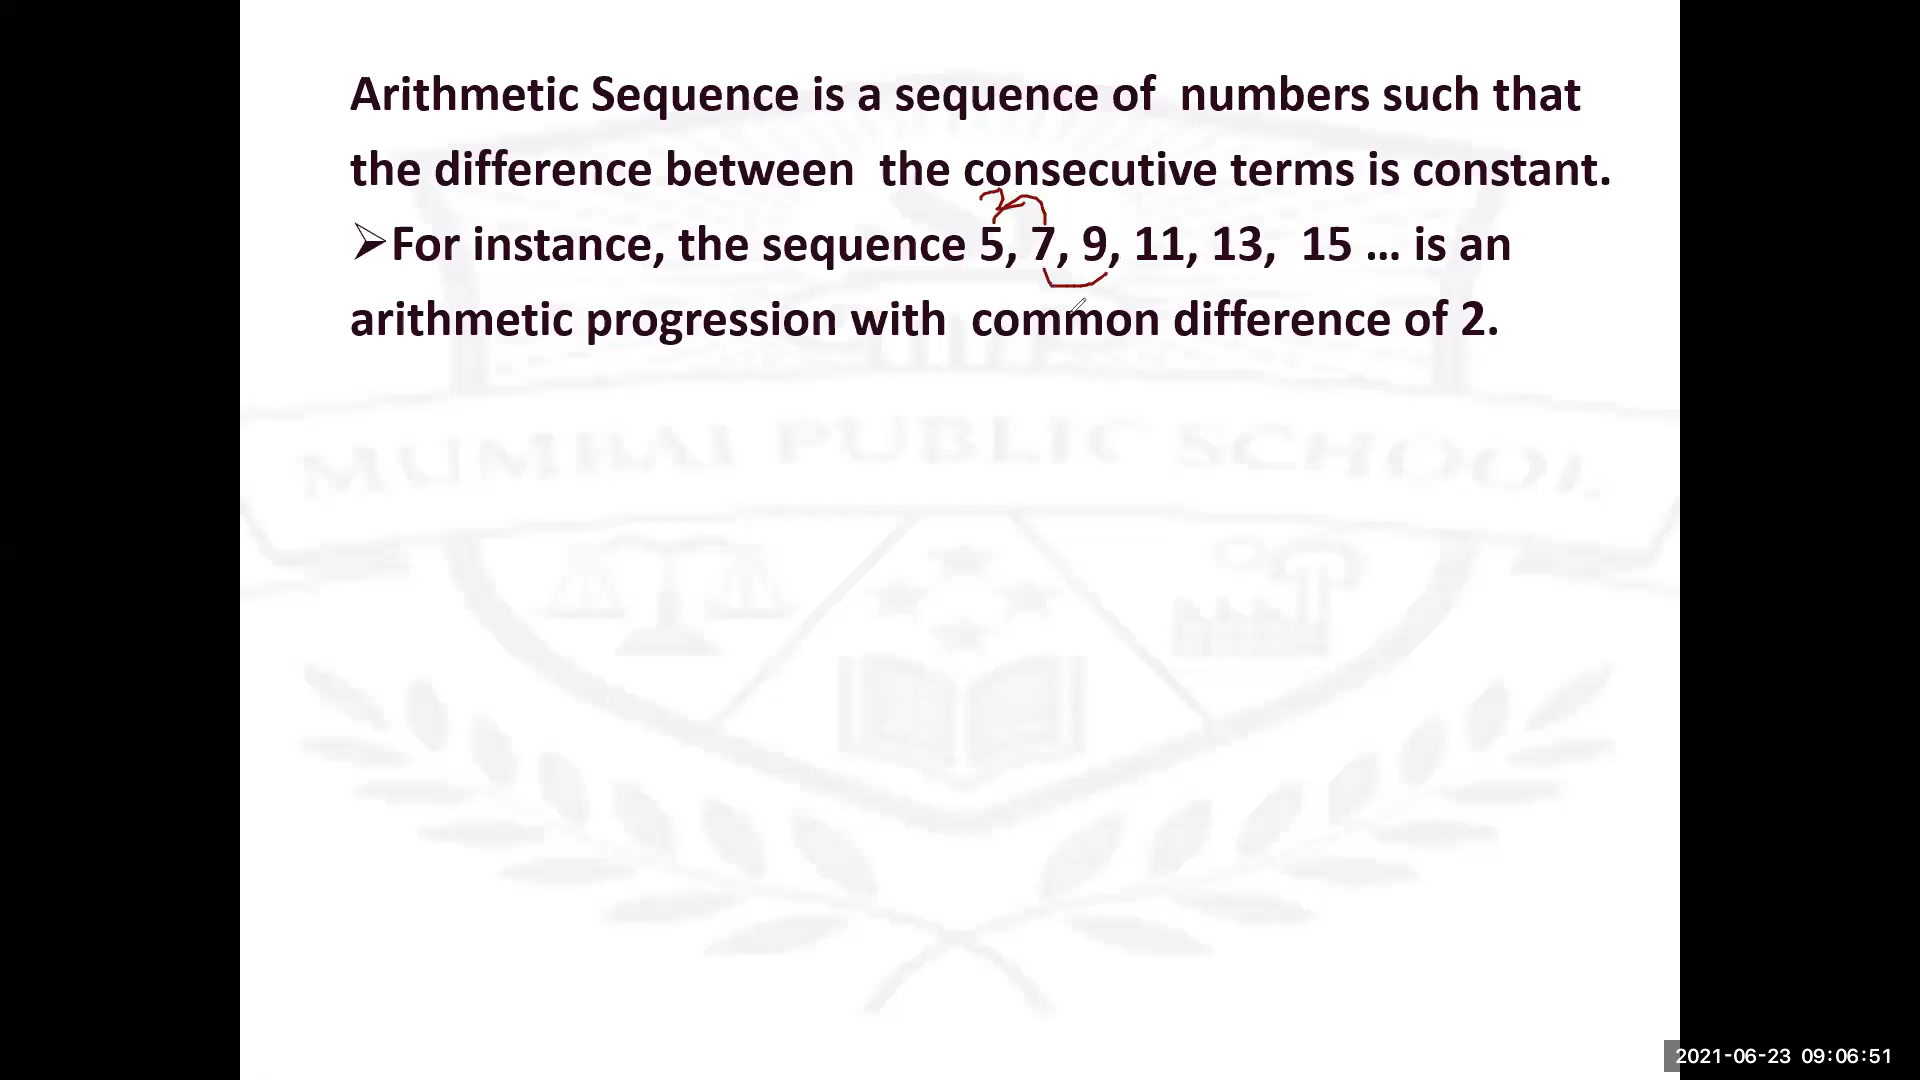 Arithmetic Sequence is a sequence of numbers such that
the difference between the consecutive terms is constant.
2
➢For instance, the sequence 5, 7, 9, 11, 13, 15 ... is an
arithmetic progression with common difference of 2.
MUMBAI PUBLIC SCHOOL
2021-06-23 09:06:51